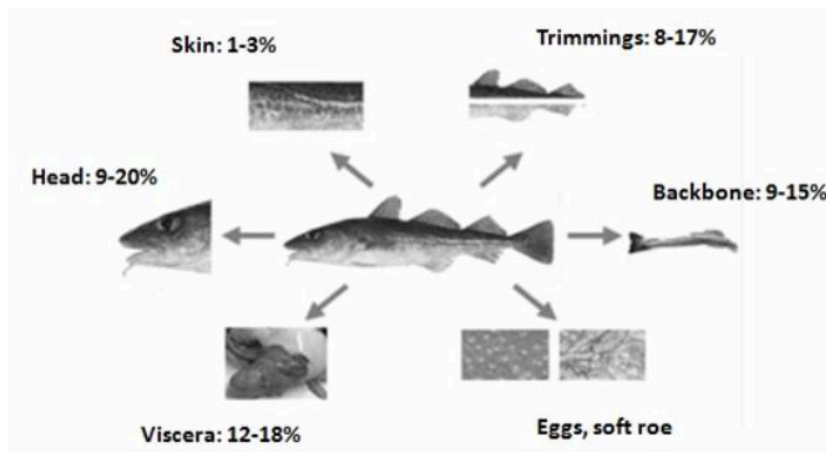 Skin: 1-3%
Trimmings: 8-17%
Head: 9-20%
Backbone: 9-15%
Viscera: 12-18%
Eggs, soft roe